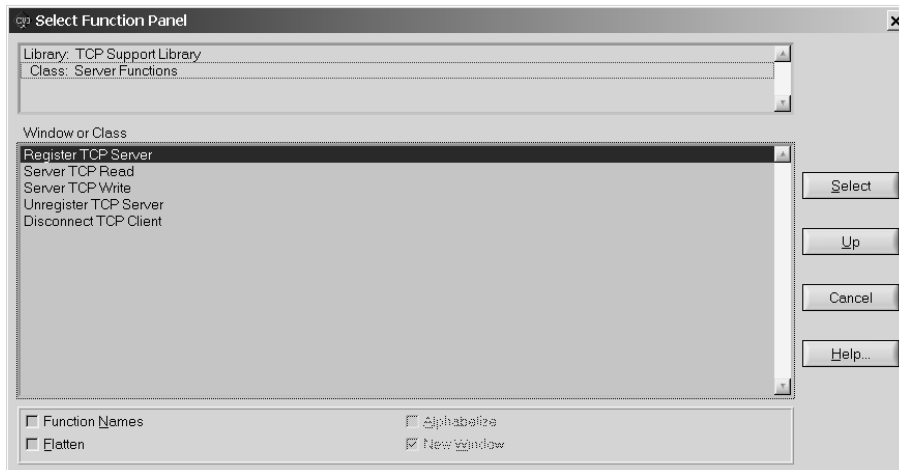 Select Function Panel
Library: TCP Support Library
Class: Server Functions
Window or Class
Register TCP Server
Server TCP Read
Server TCP Write
Unregister TCP Server
Disconnect TCP Client
Select
Up
Cancel
Help...
Function Names
Alphabetize
Flatten
New Window